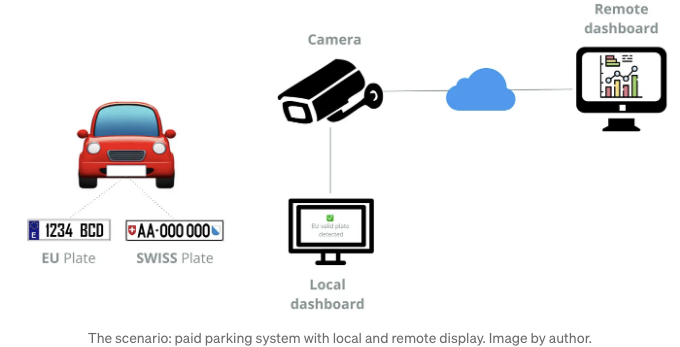 Remote
dashboard
Camera
E 1234 BCD
AA-000 000
EU Plate
SWISS Plate
EU valid plate
detected
Local
dashboard
The scenario: paid parking system with local and remote display. Image by author.